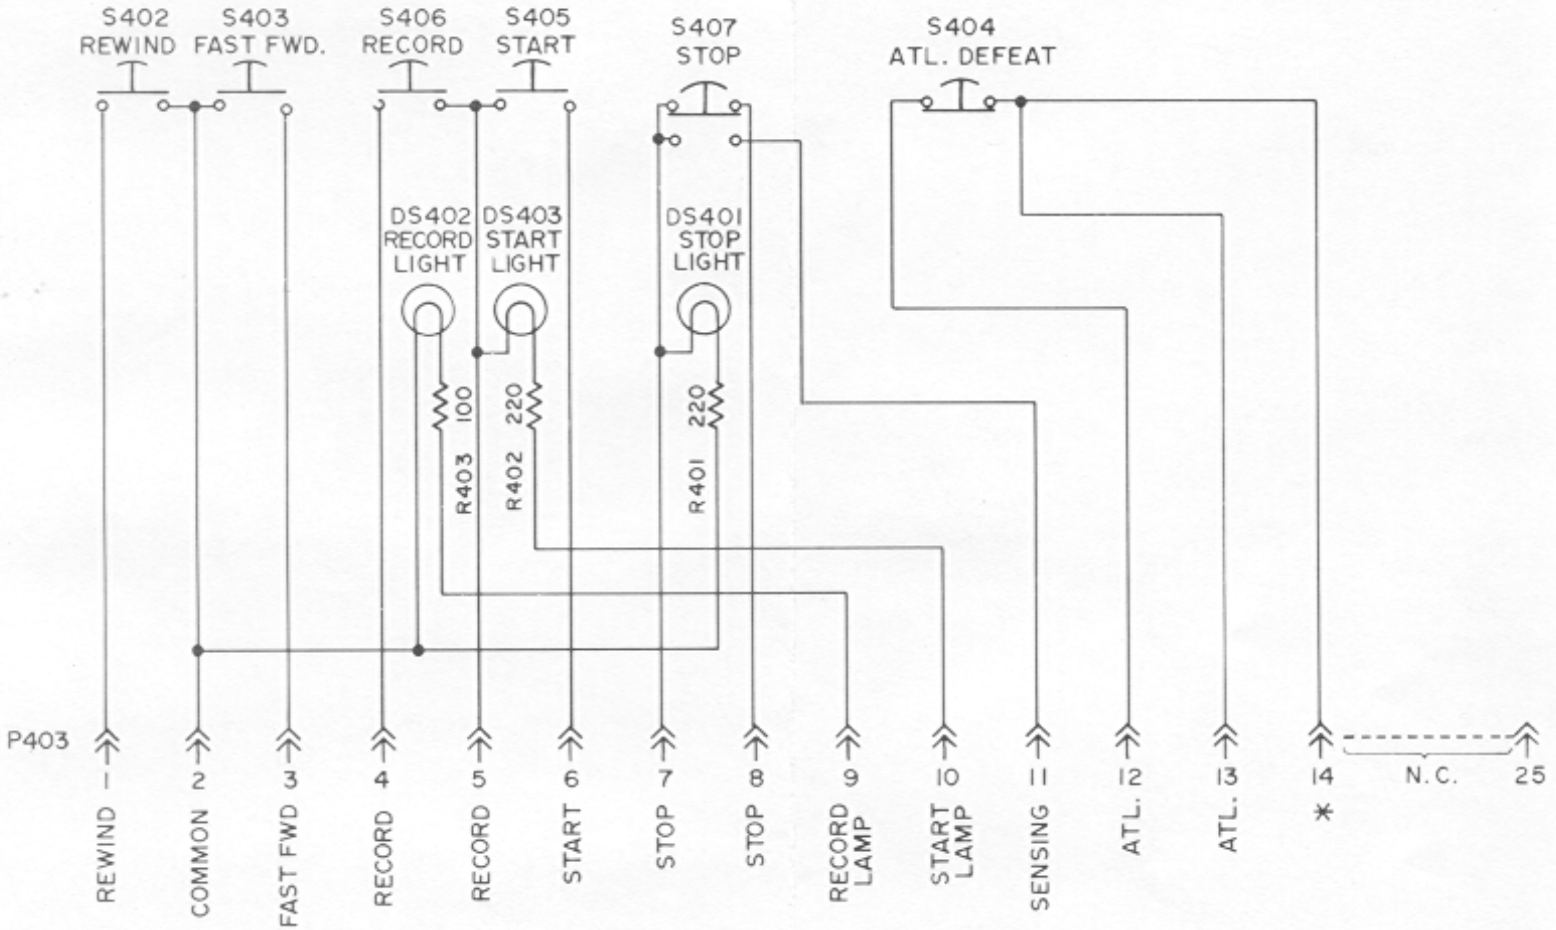 S402
REWIND
S403
FAST FWD.
S406
RECORD
S405
START
S407
STOP
S404
ATL. DEFEAT
DS402
RECORD
LIGHT
DS403
START
LIGHT
DS401
STOP
LIGHT
100
R403
220
R402
220
R401
P403
1
2
3
4
5
6
7
8
9
10
11
12
13
14
N.C.
25
REWIND
COMMON
FAST FWD
RECORD
RECORD
START
STOP
STOP
RECORD
LAMP
START
LAMP
SENSING
ATL.
ATL.
*